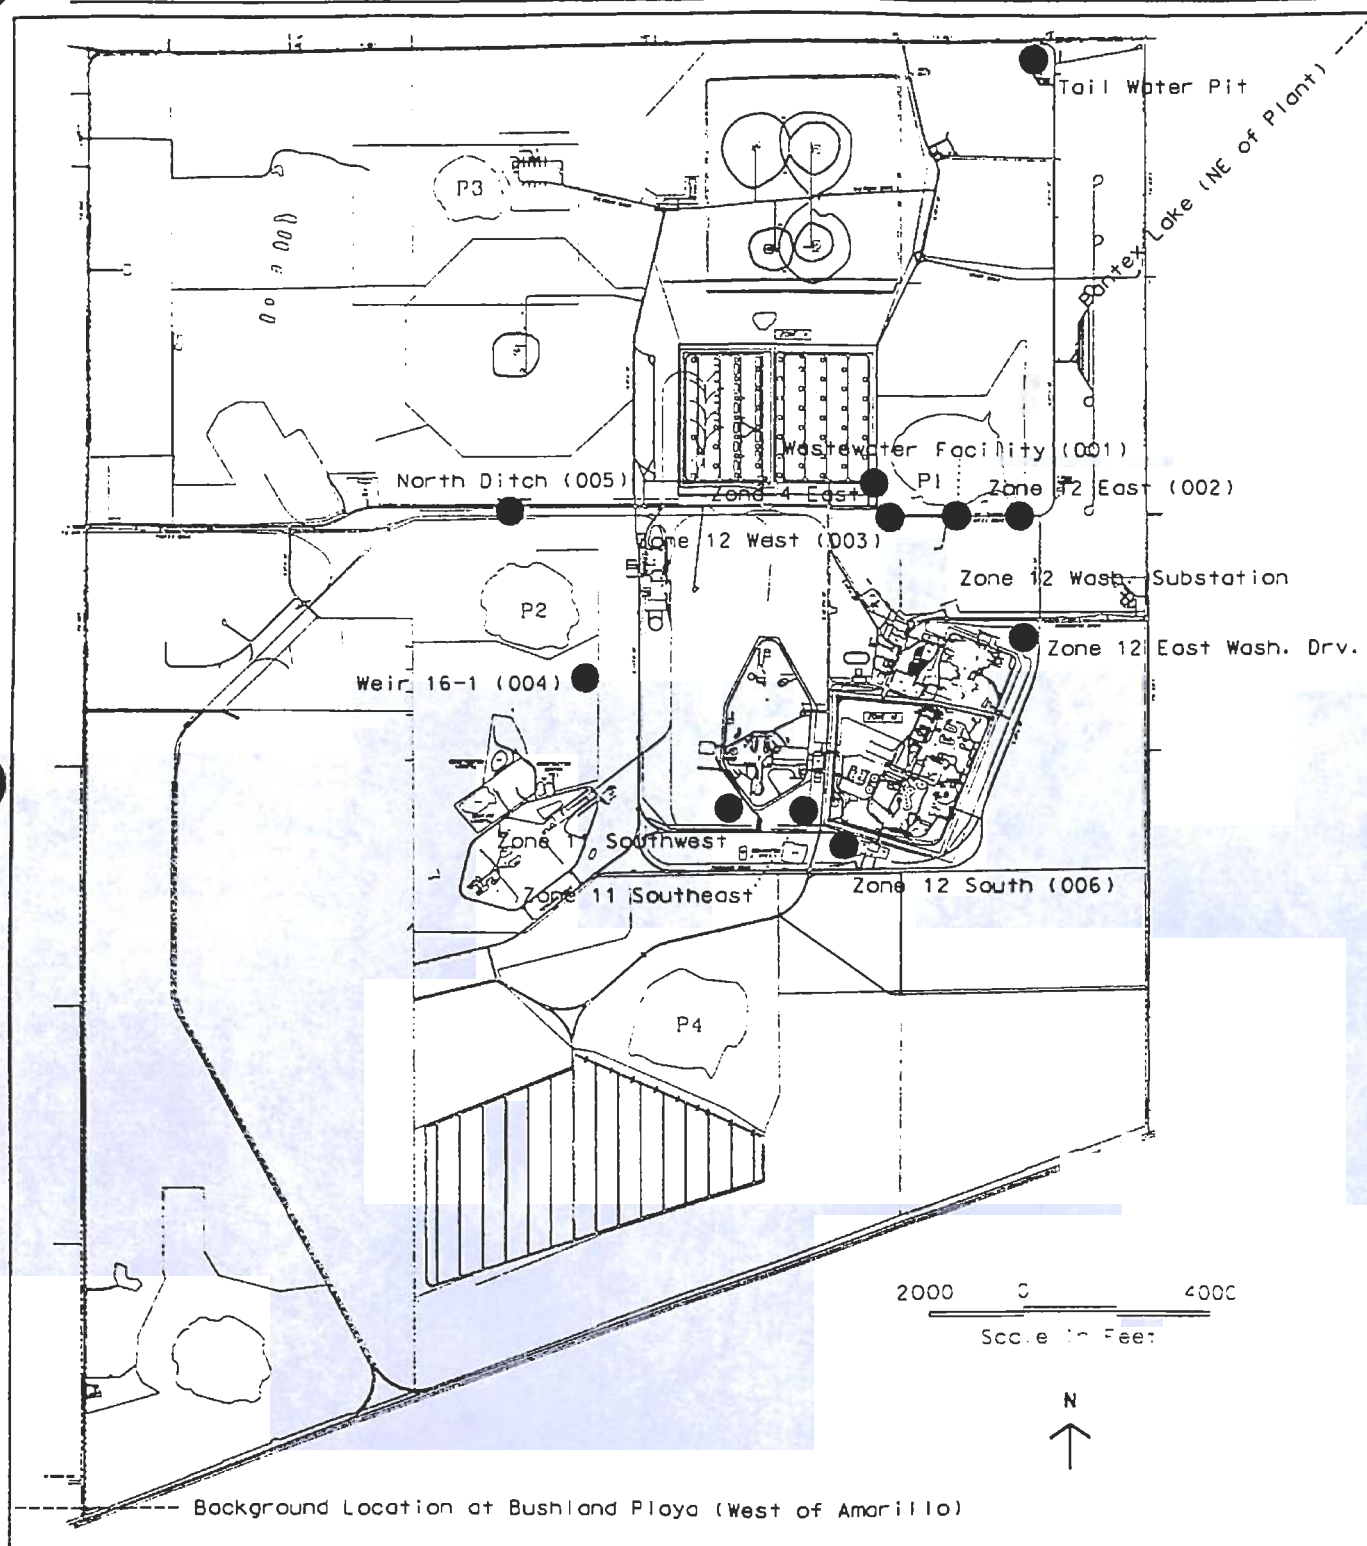 Tail Water Pit
Pantex Lake (NE of Plant)
P3
Wastewater Facility (001)
North Ditch (005)
Zone 4 East
P1
Zone 12 East (002)
Zone 12 West (003)
Zone 12 Wash. Substation
P2
Zone 12 East Wash. Drv.
Weir 16-1 (004)
Zone 11 Southwest
Zone 11 Southeast
Zone 12 South (006)
P4
2000 0 4000
Scale in Feet
N
Background Location at Bushland Playa (West of Amarillo)